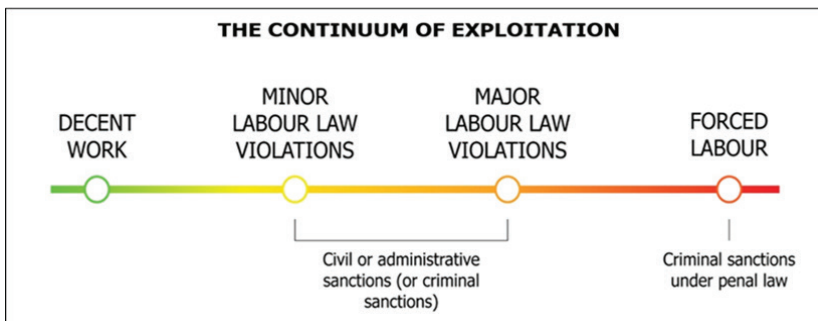 THE CONTINUUM OF EXPLOITATION
DECENT
WORK
MINOR
LABOUR LAW
VIOLATIONS
MAJOR
LABOUR LAW
VIOLATIONS
FORCED
LABOUR
Civil or administrative
sanctions (or criminal
sanctions)
Criminal sanctions
under penal law